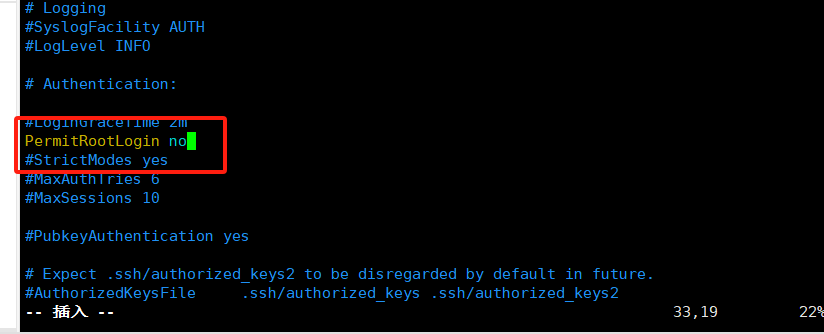 # Logging
#SyslogFacility AUTH
#LogLevel INFO
# Authentication:
#LoginGraceTime 2m
PermitRootLogin no
#StrictModes yes
#MaxAuthTries 6
#MaxSessions 10
#PubkeyAuthentication yes
# Expect .ssh/authorized_keys2 to be disregarded by default in future.
#AuthorizedKeysFile     .ssh/authorized_keys .ssh/authorized_keys2
-- 插入 -- 33,19 22%